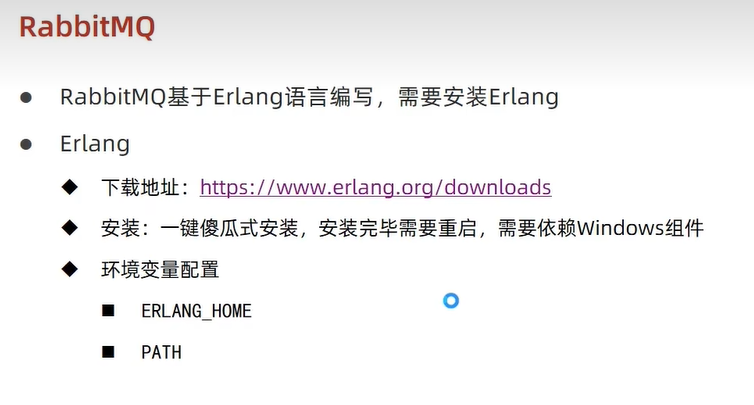 RabbitMQ
RabbitMQ基于Erlang语言编写，需要安装Erlang
Erlang
下载地址：https://www.erlang.org/downloads
安装：一键傻瓜式安装，安装完毕需要重启，需要依赖Windows组件
环境变量配置
ERLANG_HOME
PATH